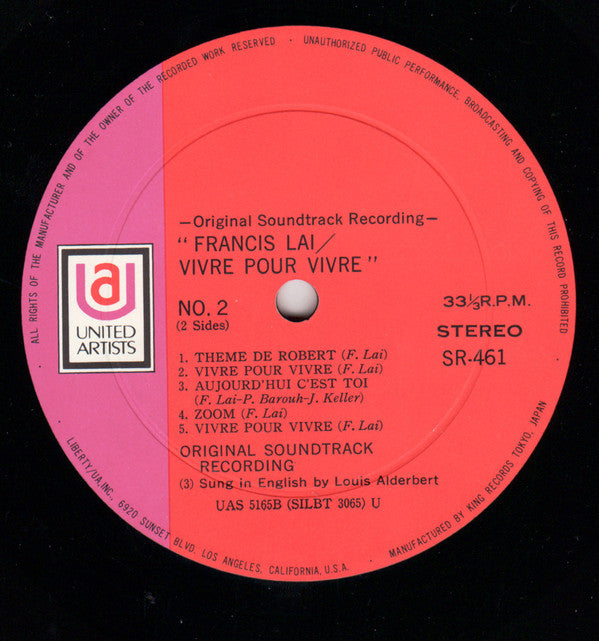 ALL RIGHTS OF THE MANUFACTURER AND OF THE OWNER OF THE RECORDED WORK RESERVED · UNAUTHORIZED PUBLIC PERFORMANCE, BROADCASTING AND COPYING OF THIS RECORD PROHIBITED
—Original Soundtrack Recording—
"FRANCIS LAI/
VIVRE POUR VIVRE"
NO. 2
(2 Sides)
33⅓R.P.M.
STEREO
SR-461
ua
UNITED
ARTISTS
1. THEME DE ROBERT (F. Lai)
2. VIVRE POUR VIVRE (F. Lai)
3. AUJOURD'HUI C'EST TOI
(F. Lai-P. Barouh-J. Keller)
4. ZOOM (F. Lai)
5. VIVRE POUR VIVRE (F. Lai)
ORIGINAL SOUNDTRACK
RECORDING
(3) Sung in English by Louis Alderbert
UAS 5165B (SILBT 3065) U
LIBERTY/UA,INC., 6920 SUNSET BLVD. LOS ANGELES, CALIFORNIA, U.S.A. · MANUFACTURED BY KING RECORDS TOKYO, JAPAN